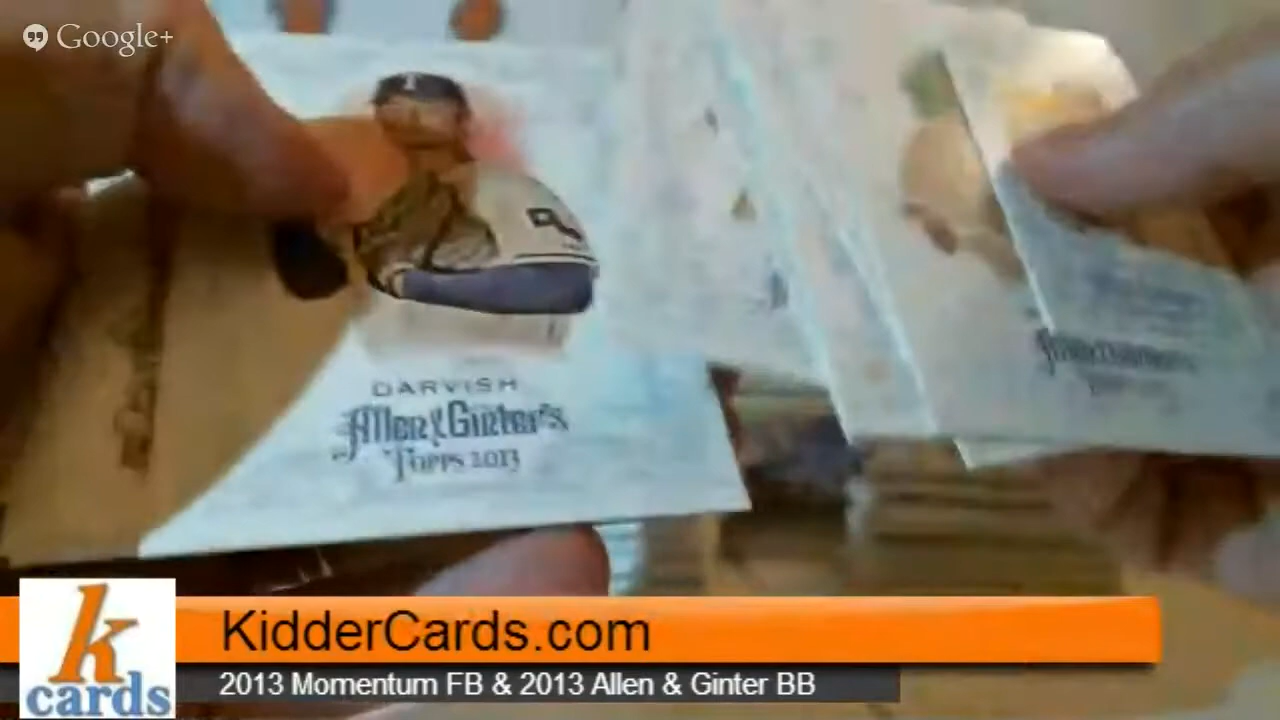 Google+
T
DARVISH
Allen & Ginter's
Topps 2013
k
cards
KidderCards.com
2013 Momentum FB & 2013 Allen & Ginter BB